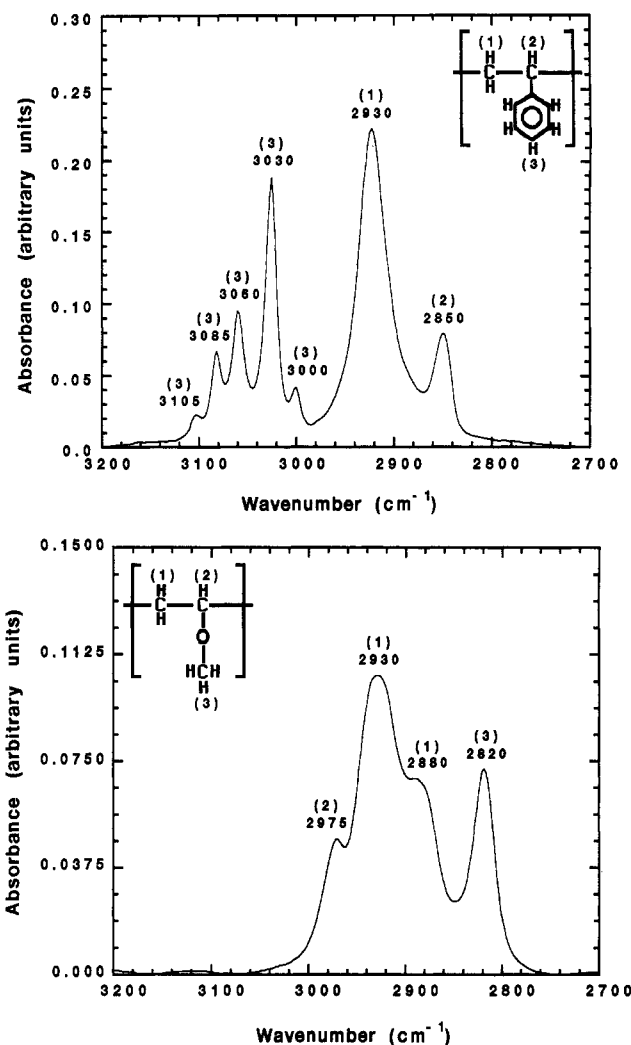 0.30
0.25
0.20
0.15
0.10
0.05
0.0
Absorbance (arbitrary units)
(3)
3105
(3)
3085
(3)
3060
(3)
3030
(3)
3000
(1)
2930
(2)
2850
(1) (2)
H H
C C
H
H H
H H
H
(3)
3200 3100 3000 2900 2800 2700
Wavenumber (cm-1)
0.1500
0.1125
0.0750
0.0375
0.000
Absorbance (arbitrary units)
(1) (2)
H H
C C
H O
HCH
H
(3)
(2)
2975
(1)
2930
(1)
2880
(3)
2820
3200 3100 3000 2900 2800 2700
Wavenumber (cm-1)